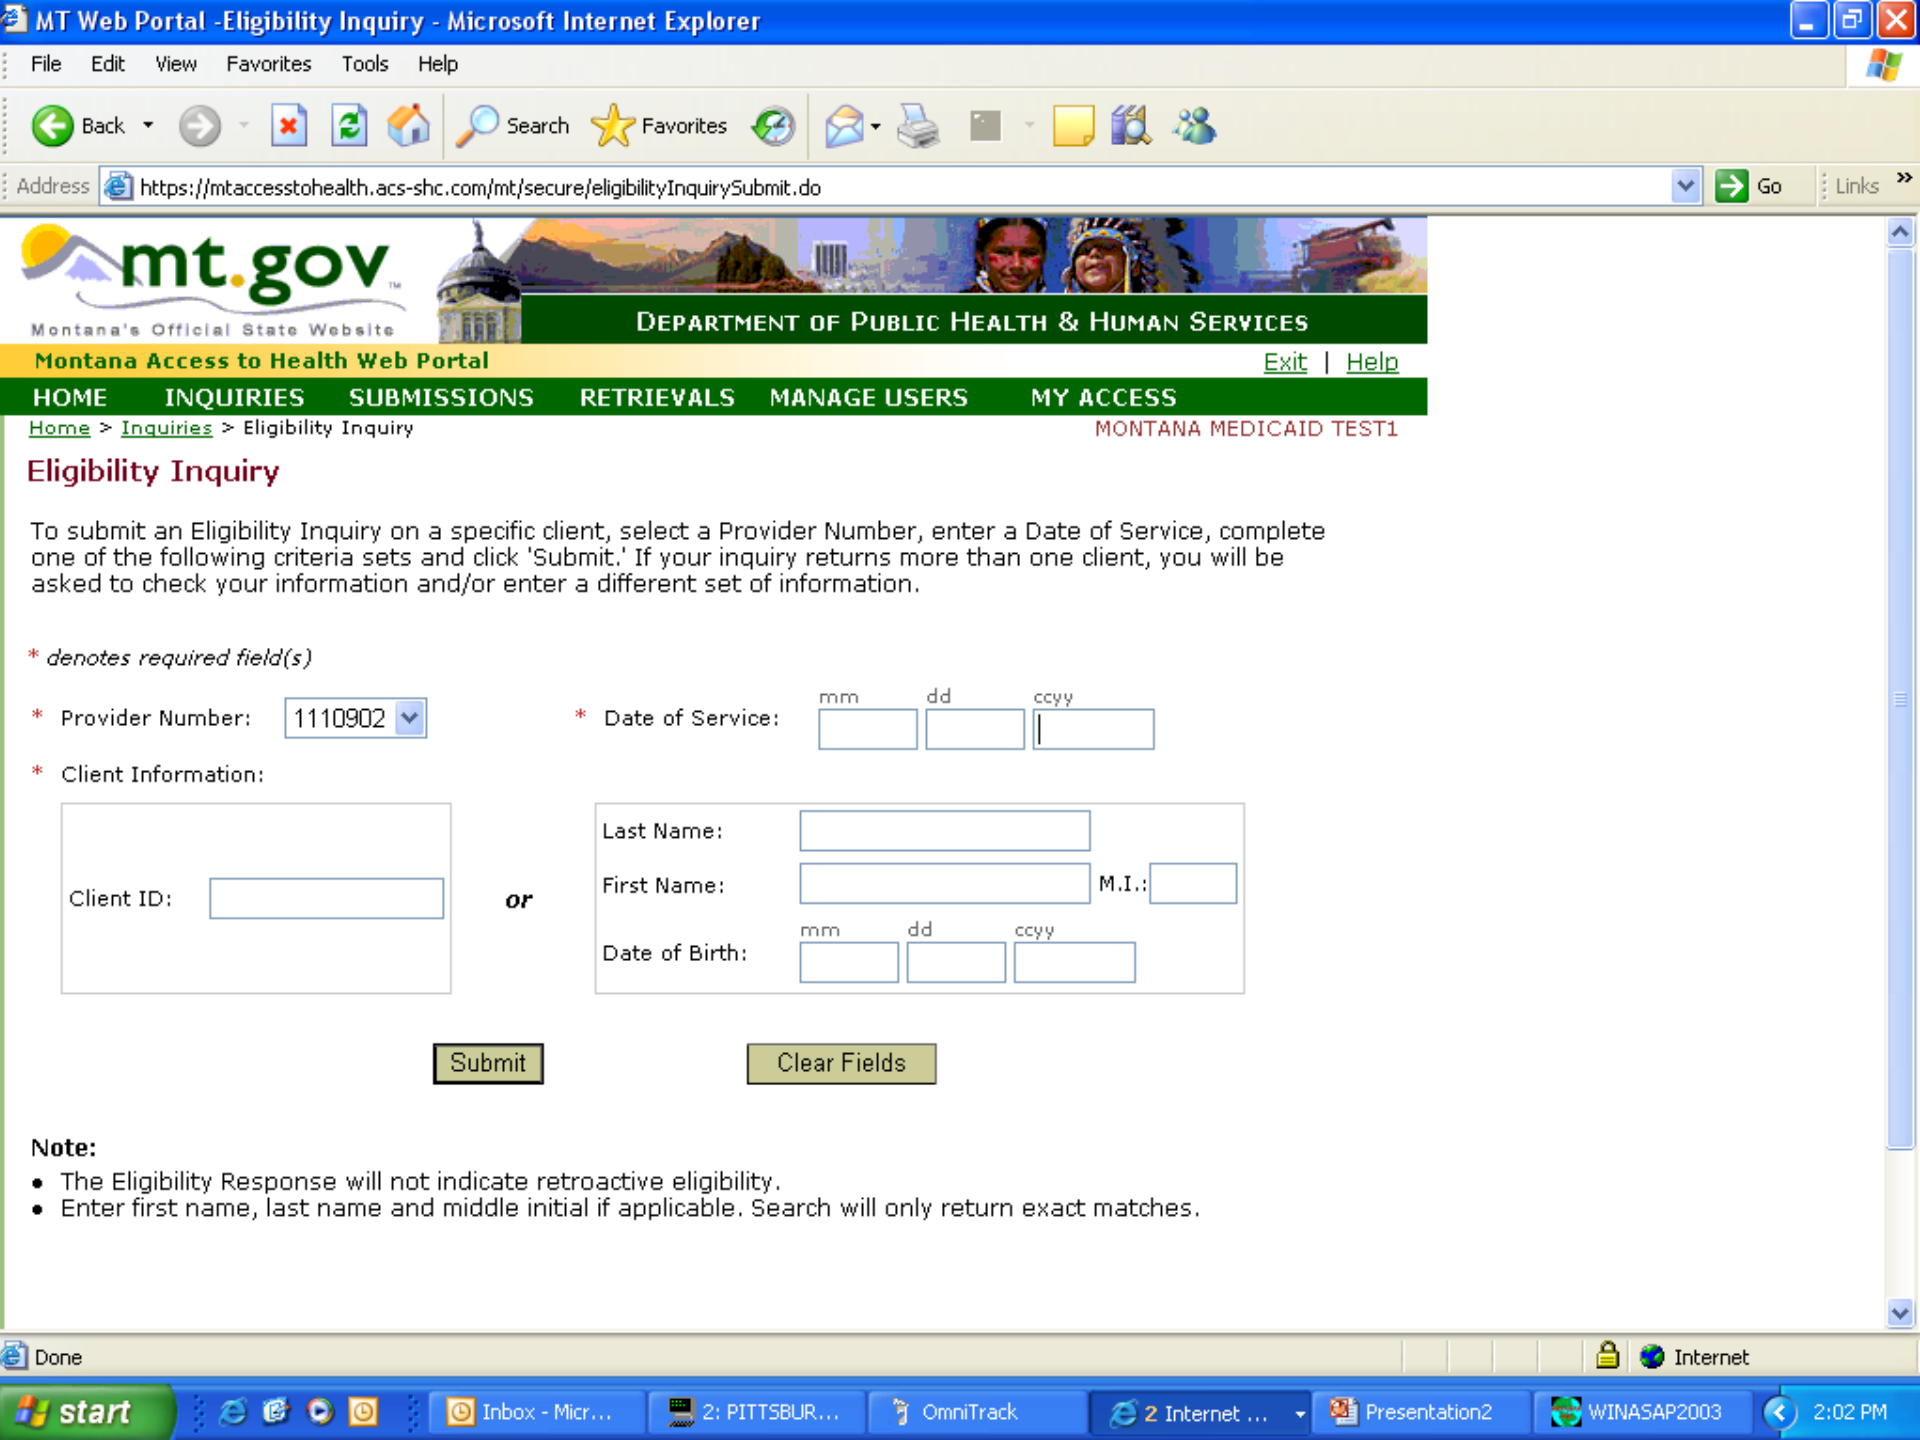 MT Web Portal -Eligibility Inquiry - Microsoft Internet Explorer
File Edit View Favorites Tools Help
Back Search Favorites
Address https://mtaccesstohealth.acs-shc.com/mt/secure/eligibilityInquirySubmit.do Go Links »
mt.gov™
Montana's Official State Website
DEPARTMENT OF PUBLIC HEALTH & HUMAN SERVICES
Montana Access to Health Web Portal Exit | Help
HOME INQUIRIES SUBMISSIONS RETRIEVALS MANAGE USERS MY ACCESS
Home > Inquiries > Eligibility Inquiry MONTANA MEDICAID TEST1
Eligibility Inquiry
To submit an Eligibility Inquiry on a specific client, select a Provider Number, enter a Date of Service, complete
one of the following criteria sets and click 'Submit.' If your inquiry returns more than one client, you will be
asked to check your information and/or enter a different set of information.
* denotes required field(s)
mm dd ccyy
* Provider Number: 1110902 * Date of Service:
* Client Information:
Last Name:
First Name: M.I.:
Client ID: or
mm dd ccyy
Date of Birth:
Submit Clear Fields
Note:
• The Eligibility Response will not indicate retroactive eligibility.
• Enter first name, last name and middle initial if applicable. Search will only return exact matches.
Done Internet
start Inbox - Micr... 2: PITTSBUR... OmniTrack 2 Internet ... Presentation2 WINASAP2003 2:02 PM